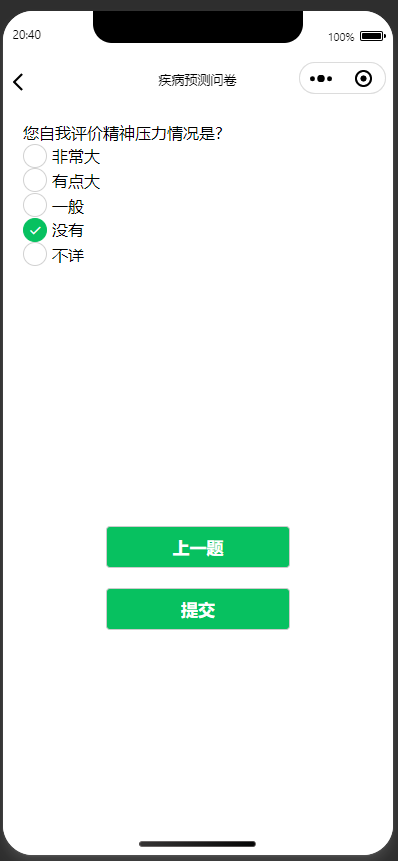 20:40
100%
疾病预测问卷
您自我评价精神压力情况是?
非常大
有点大
一般
没有
不详
上一题
提交